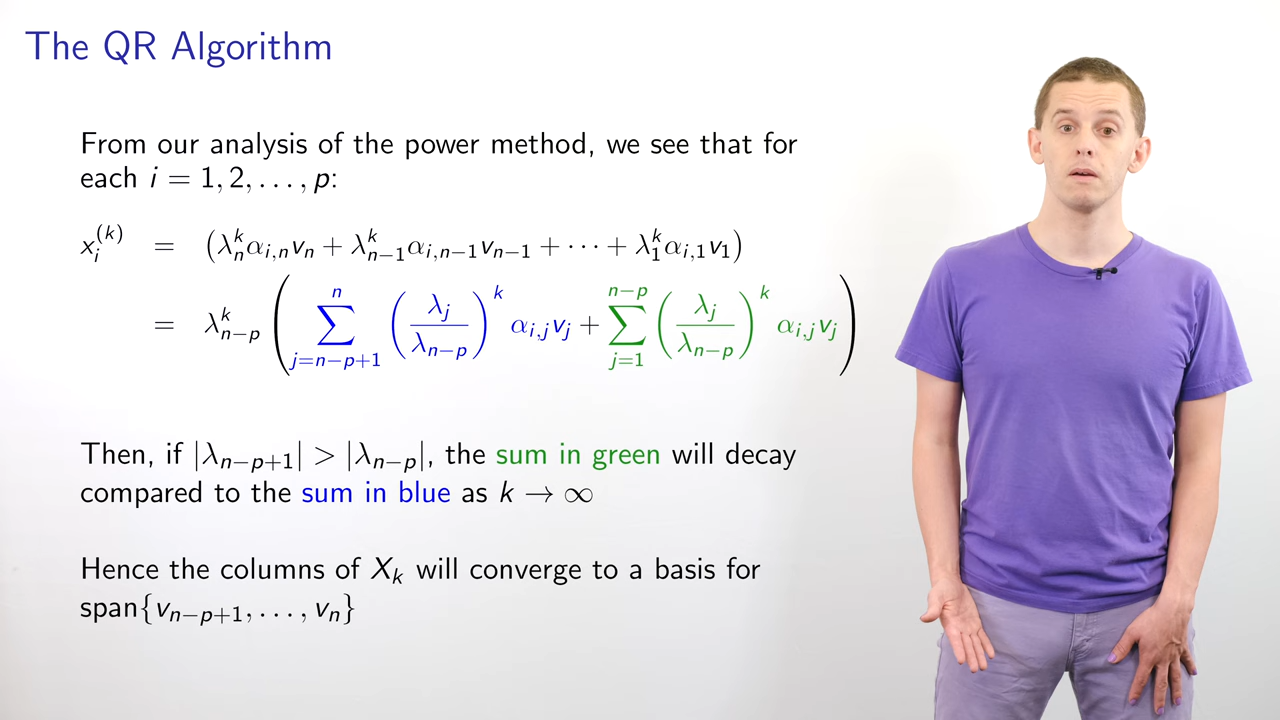 The QR Algorithm
From our analysis of the power method, we see that for
each i = 1, 2, . . . , p:
x_i^{(k)} = (λ_n^k α_{i,n} v_n + λ_{n−1}^k α_{i,n−1} v_{n−1} + ⋯ + λ_1^k α_{i,1} v_1)
= λ_{n−p}^k ( ∑_{j=n−p+1}^{n} (λ_j / λ_{n−p})^k α_{i,j} v_j + ∑_{j=1}^{n−p} (λ_j / λ_{n−p})^k α_{i,j} v_j )
Then, if |λ_{n−p+1}| > |λ_{n−p}|, the sum in green will decay
compared to the sum in blue as k → ∞
Hence the columns of X_k will converge to a basis for
span{v_{n−p+1}, . . . , v_n}